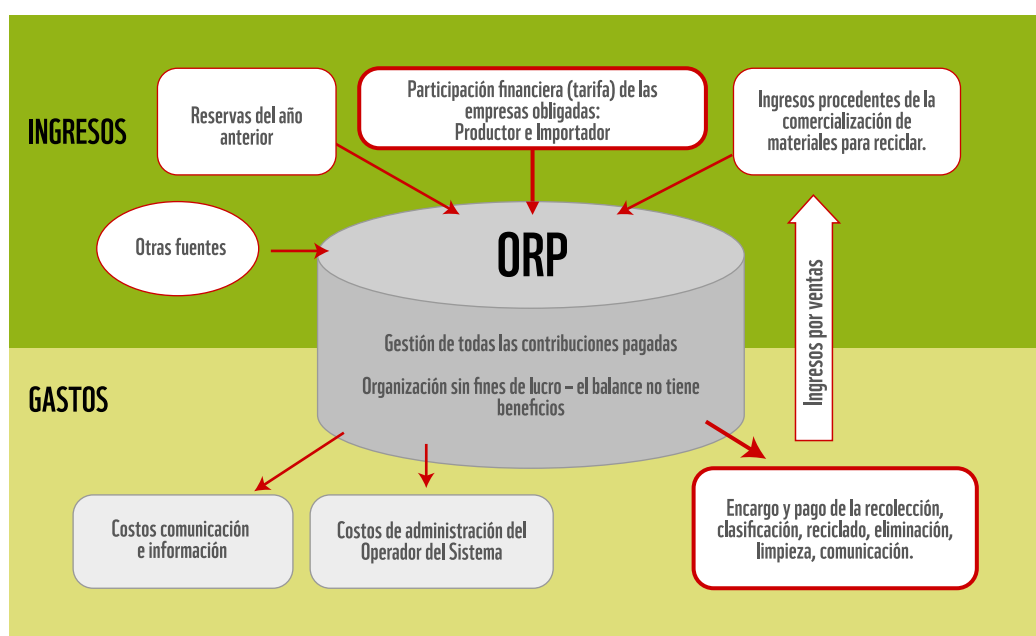 INGRESOS
Reservas del año
anterior
Participación financiera (tarifa) de las
empresas obligadas:
Productor e Importador
Ingresos procedentes de la
comercialización de
materiales para reciclar.
Otras fuentes
ORP
Gestión de todas las contribuciones pagadas
Organización sin fines de lucro – el balance no tiene
beneficios
Ingresos por ventas
GASTOS
Costos comunicación
e información
Costos de administración del
Operador del Sistema
Encargo y pago de la recolección,
clasificación, reciclado, eliminación,
limpieza, comunicación.